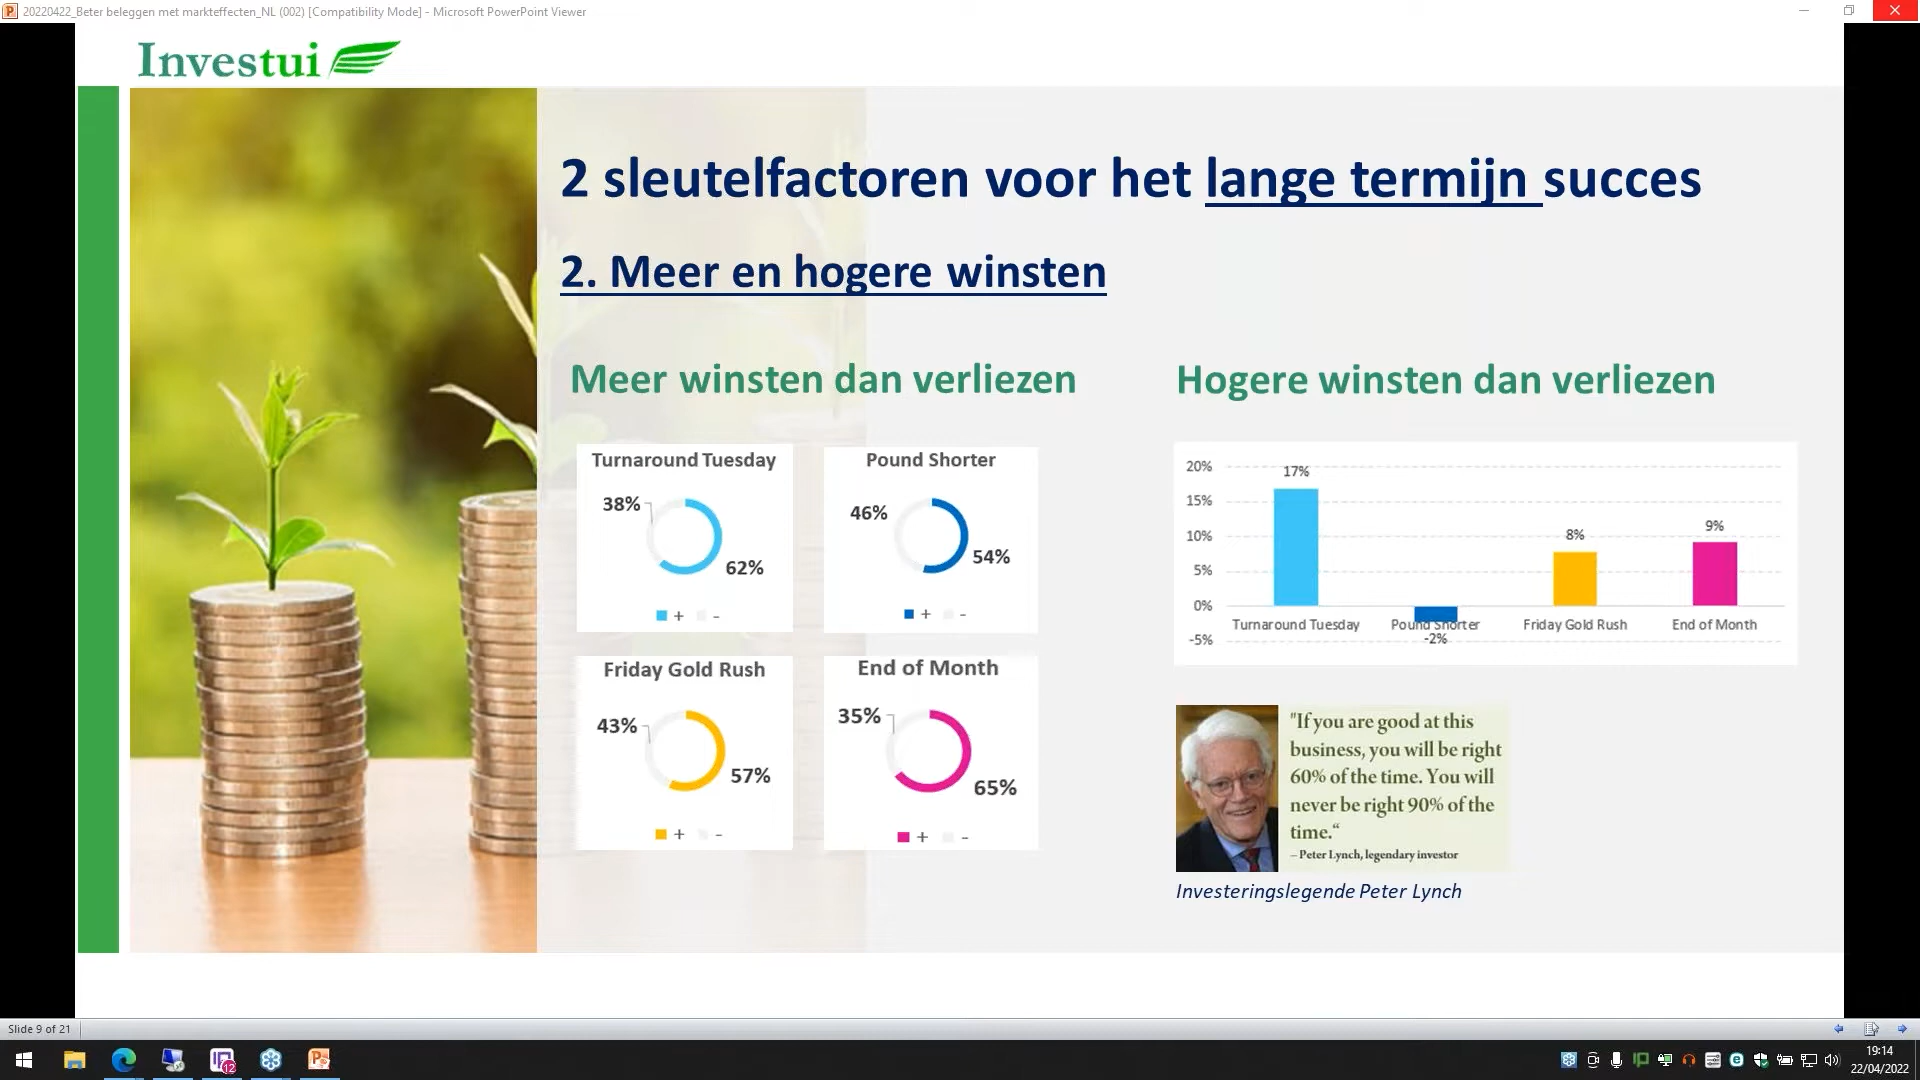 20220422_Beter beleggen met markteffecten_NL (002) [Compatibility Mode] - Microsoft PowerPoint Viewer
Investui
2 sleutelfactoren voor het lange termijn succes
2. Meer en hogere winsten
Meer winsten dan verliezen
Turnaround Tuesday
38%
62%
+ -
Pound Shorter
46%
54%
+ -
Friday Gold Rush
43%
57%
+ -
End of Month
35%
65%
+ -
Hogere winsten dan verliezen
20%
15%
10%
5%
0%
-5%
17%
-2%
8%
9%
Turnaround Tuesday
Pound Shorter
Friday Gold Rush
End of Month
"If you are good at this
business, you will be right
60% of the time. You will
never be right 90% of the
time.“
– Peter Lynch, legendary investor
Investeringslegende Peter Lynch
Slide 9 of 21
12
19:14
22/04/2022